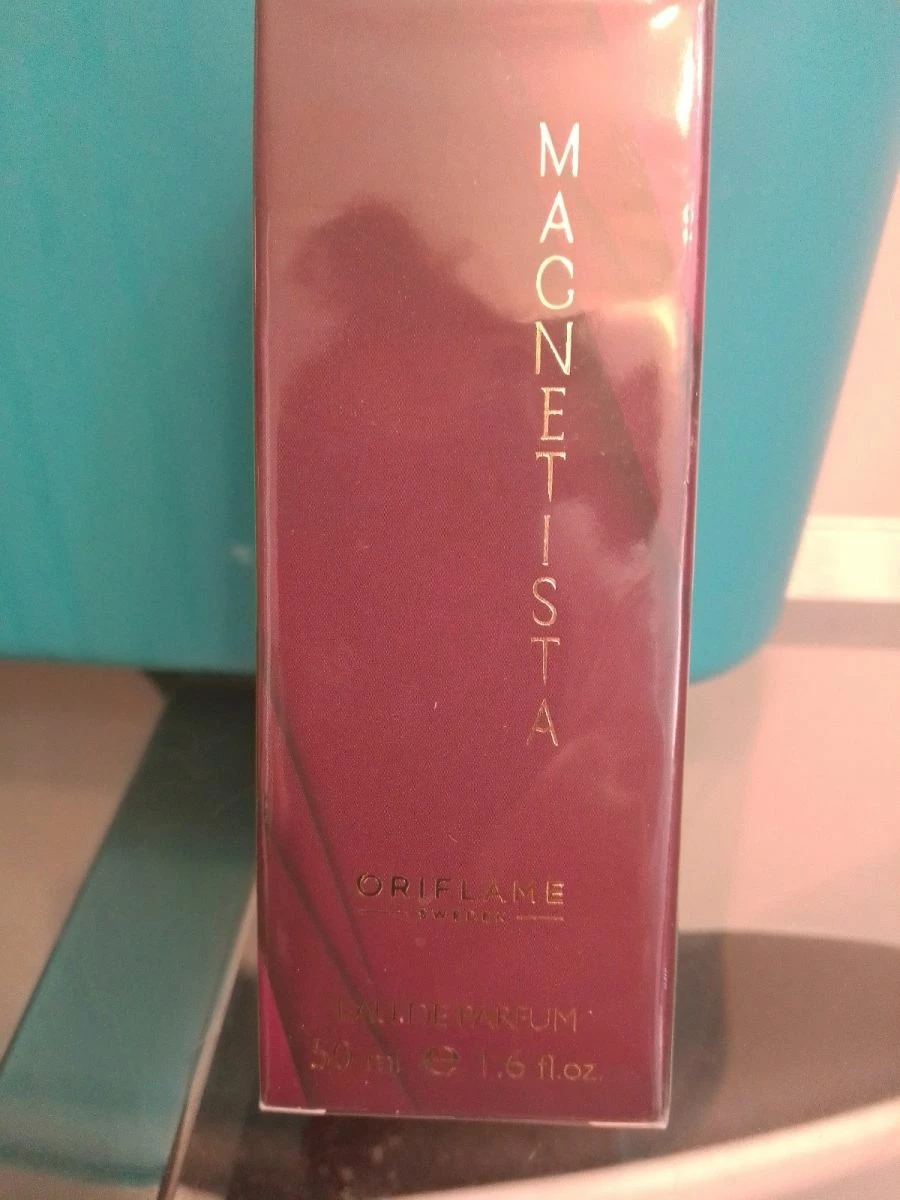 MAGNETISTA
ORIFLAME
SWEDEN
EAU DE PARFUM
50 ml ℮ 1.6 fl.oz.